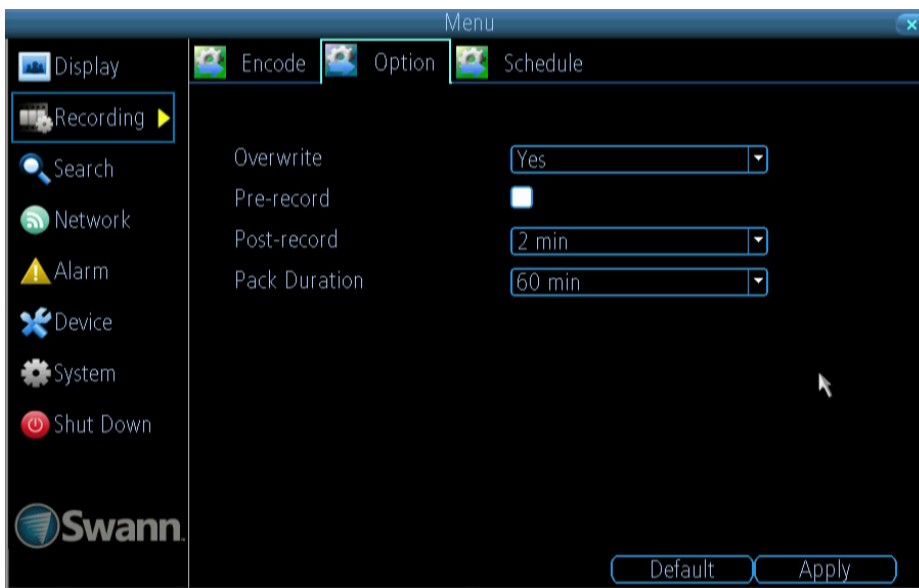 Menu
Display
Recording
Search
Network
Alarm
Device
System
Shut Down
Swann
Encode Option Schedule
Overwrite Yes
Pre-record
Post-record 2 min
Pack Duration 60 min
Default Apply